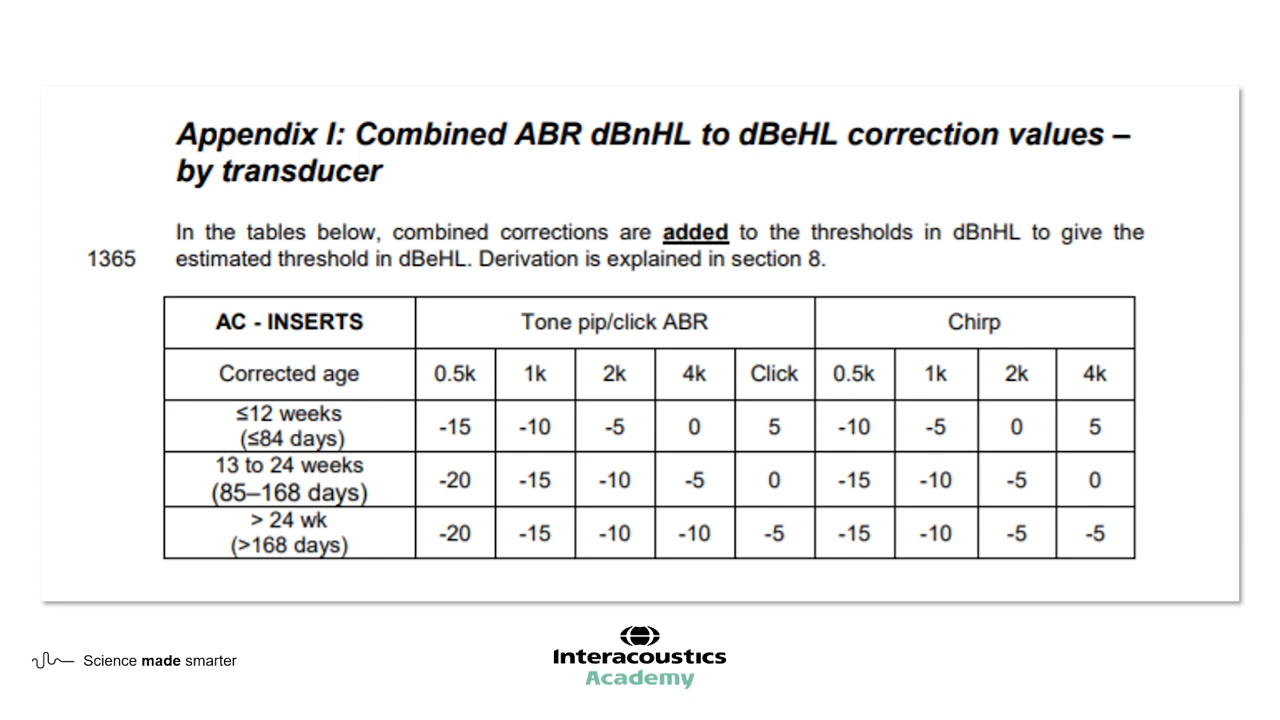 Appendix I: Combined ABR dBnHL to dBeHL correction values –
by transducer
In the tables below, combined corrections are added to the thresholds in dBnHL to give the
1365 estimated threshold in dBeHL. Derivation is explained in section 8.
AC - INSERTS Tone pip/click ABR Chirp
Corrected age 0.5k 1k 2k 4k Click 0.5k 1k 2k 4k
≤12 weeks
(≤84 days) -15 -10 -5 0 5 -10 -5 0 5
13 to 24 weeks
(85–168 days) -20 -15 -10 -5 0 -15 -10 -5 0
> 24 wk
(>168 days) -20 -15 -10 -10 -5 -15 -10 -5 -5
Science made smarter
Interacoustics
Academy